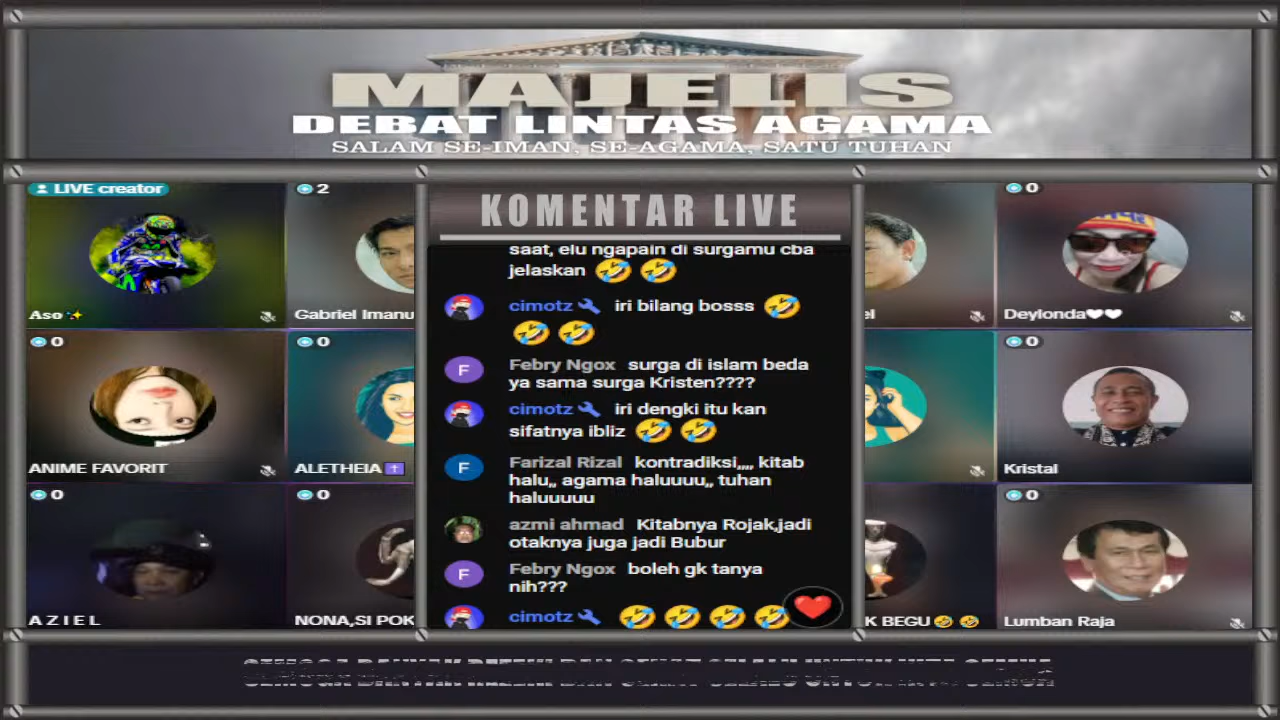 MAJELIS
DEBAT LINTAS AGAMA
SALAM SE-IMAN, SE-AGAMA, SATU TUHAN
LIVE creator
2
0
KOMENTAR LIVE
saat, elu ngapain di surgamu cba
jelaskan 🤣 🤣
cimotz iri bilang bosss 🤣
🤣 🤣
Febry Ngox surga di islam beda
ya sama surga Kristen????
cimotz iri dengki itu kan
sifatnya ibliz 🤣 🤣
Farizal Rizal kontradiksi,,,, kitab
halu,, agama haluuuu,, tuhan
haluuuuu
azmi ahmad Kitabnya Rojak,jadi
otaknya juga jadi Bubur
Febry Ngox boleh gk tanya
nih???
cimotz 🤣 🤣 🤣 🤣
Aso✨
Gabriel Imanu
el
Deylonda❤❤
0
0
0
ANIME FAVORIT
ALETHEIA ✝
Kristal
0
0
0
A Z I E L
NONA,SI POK
K BEGU 🤣 🤣
Lumban Raja